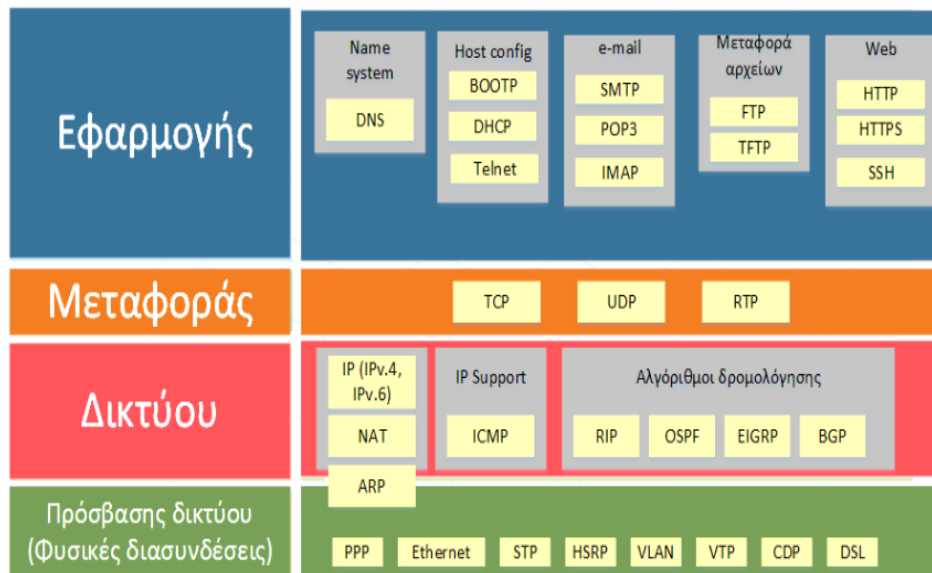 Εφαρμογής
Name
system
DNS
Host config
BOOTP
DHCP
Telnet
e-mail
SMTP
POP3
IMAP
Μεταφορά
αρχείων
FTP
TFTP
Web
HTTP
HTTPS
SSH
Μεταφοράς
TCP
UDP
RTP
Δικτύου
IP (IPv.4,
IPv.6)
NAT
ARP
IP Support
ICMP
Αλγόριθμοι δρομολόγησης
RIP
OSPF
EIGRP
BGP
Πρόσβασης δικτύου
(Φυσικές διασυνδέσεις)
PPP
Ethernet
STP
HSRP
VLAN
VTP
CDP
DSL